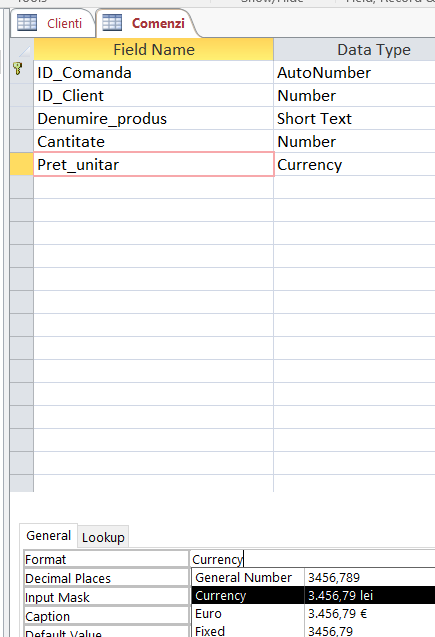 Tools Show/Hide Field, Record &
Clienti Comenzi
Field Name Data Type
ID_Comanda AutoNumber
ID_Client Number
Denumire_produs Short Text
Cantitate Number
Pret_unitar Currency
General Lookup
Format Currency
Decimal Places General Number 3456,789
Input Mask Currency 3.456,79 lei
Caption Euro 3.456,79 €
Default Value Fixed 3456,79